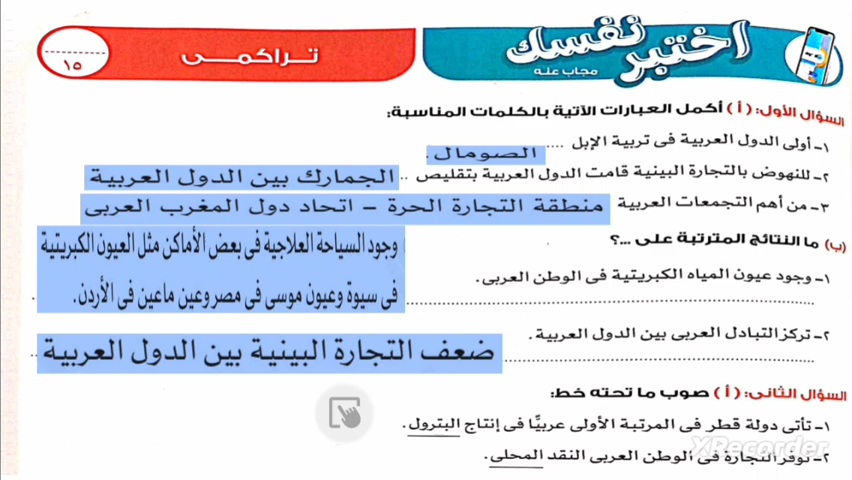 اختبر نفسك
مجاب عنه
تراكمى
١٥
السؤال الأول: (أ) أكمل العبارات الآتية بالكلمات المناسبة:
١- أولى الدول العربية فى تربية الإبل ....
الصومال.
٢- للنهوض بالتجارة البينية قامت الدول العربية بتقليص .. الجمارك بين الدول العربية
٣- من أهم التجمعات العربية منطقة التجارة الحرة - اتحاد دول المغرب العربى
(ب) ما النتائج المترتبة على ...؟
وجود السياحة العلاجية فى بعض الأماكن مثل العيون الكبريتية
١- وجود عيون المياه الكبريتية فى الوطن العربى.
فى سيوة وعيون موسى فى مصر وعين ماعين فى الأردن.
٢- تركز التبادل العربى بين الدول العربية.
ضعف التجارة البينية بين الدول العربية
السؤال الثانى: (أ) صوب ما تحته خط:
١- تأتى دولة قطر فى المرتبة الأولى عربيًّا فى إنتاج البترول.
٢- توفر التجارة فى الوطن العربى النقد المحلى.
XRecorder